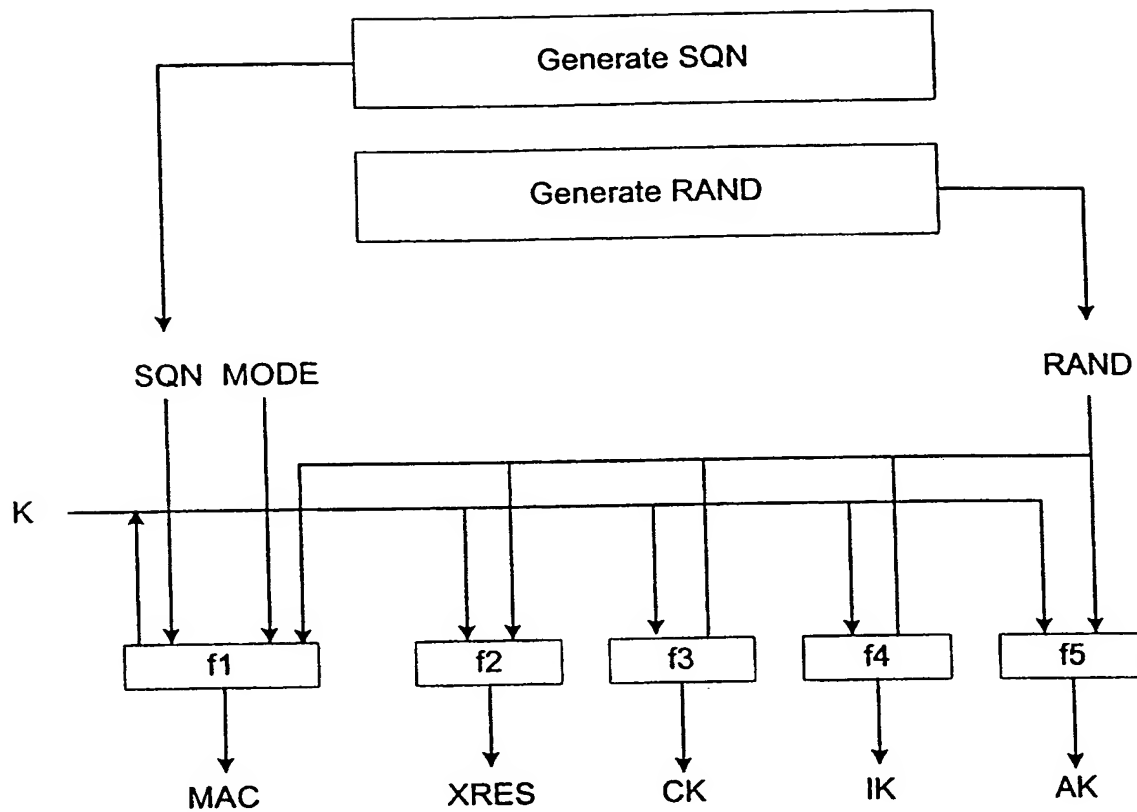 Generate SQN
Generate RAND
SQN MODE RAND
K
f1 f2 f3 f4 f5
MAC XRES CK IK AK